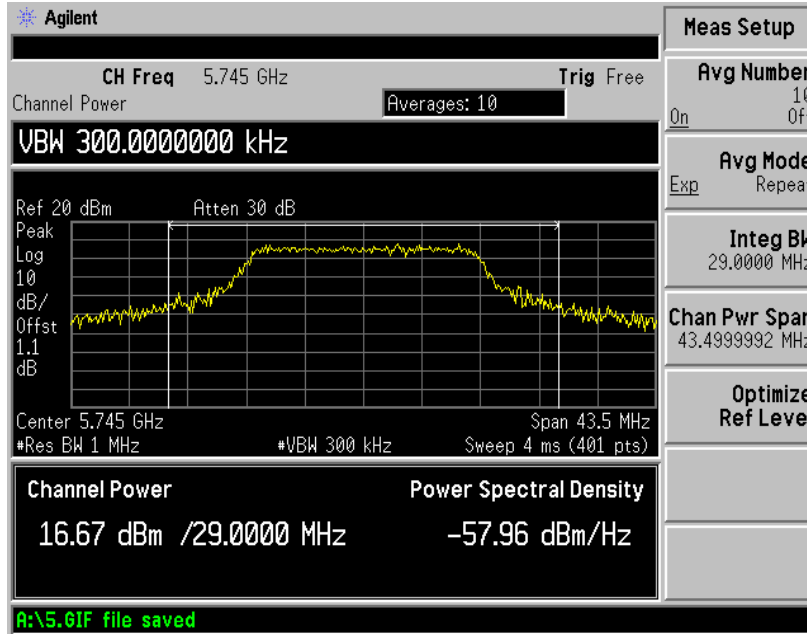 Agilent
CH Freq 5.745 GHz Trig Free
Channel Power Averages: 10
VBW 300.0000000 kHz
Ref 20 dBm Atten 30 dB
Peak
Log
10
dB/
Offst
1.1
dB
Center 5.745 GHz Span 43.5 MHz
#Res BW 1 MHz #VBW 300 kHz Sweep 4 ms (401 pts)
Channel Power Power Spectral Density
16.67 dBm /29.0000 MHz -57.96 dBm/Hz
A:\5.GIF file saved
Meas Setup
Avg Number
10
On Of
Avg Mode
Exp Repea
Integ B
29.0000 MHz
Chan Pwr Span
43.4999992 MHz
Optimize
Ref Leve